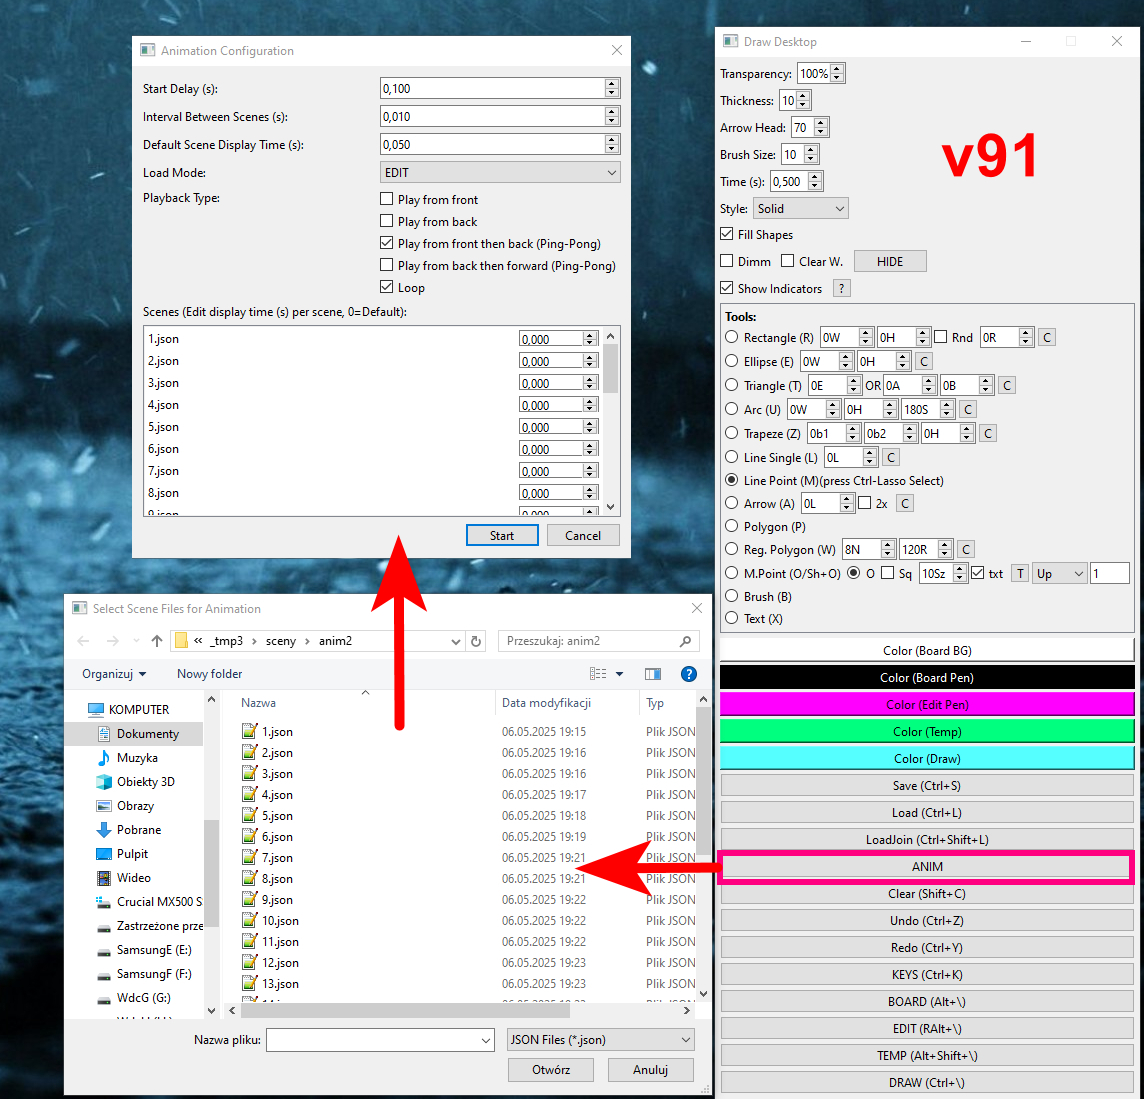 Animation Configuration
Start Delay (s):
0,100
Interval Between Scenes (s):
0,010
Default Scene Display Time (s):
0,050
Load Mode:
EDIT
Playback Type:
Play from front
Play from back
Play from front then back (Ping-Pong)
Play from back then forward (Ping-Pong)
Loop
Scenes (Edit display time (s) per scene, 0=Default):
1.json 0,000
2.json 0,000
3.json 0,000
4.json 0,000
5.json 0,000
6.json 0,000
7.json 0,000
8.json 0,000
9.json 0,000
Start Cancel
Select Scene Files for Animation
« _tmp3 > sceny > anim2
Przeszukaj: anim2
Organizuj Nowy folder
?
KOMPUTER
Dokumenty
Muzyka
Obiekty 3D
Obrazy
Pobrane
Pulpit
Wideo
Crucial MX500 S
Zastrzeżone prze
SamsungE (E:)
SamsungF (F:)
WdcG (G:)
Nazwa Data modyfikacji Typ
1.json 06.05.2025 19:15 Plik JSON
2.json 06.05.2025 19:16 Plik JSON
3.json 06.05.2025 19:16 Plik JSON
4.json 06.05.2025 19:17 Plik JSON
5.json 06.05.2025 19:18 Plik JSON
6.json 06.05.2025 19:19 Plik JSON
7.json 06.05.2025 19:21 Plik JSON
8.json 06.05.2025 19:21 Plik JSON
9.json 06.05.2025 19:22 Plik JSON
10.json 06.05.2025 19:22 Plik JSON
11.json 06.05.2025 19:22 Plik JSON
12.json 06.05.2025 19:23 Plik JSON
13.json 06.05.2025 19:23 Plik JSON
Nazwa pliku:
JSON Files (*.json)
Otwórz Anuluj
Draw Desktop
Transparency: 100%
Thickness: 10
Arrow Head: 70
Brush Size: 10
Time (s): 0,500
Style: Solid
v91
Fill Shapes
Dimm Clear W. HIDE
Show Indicators ?
Tools:
Rectangle (R) 0W 0H Rnd 0R C
Ellipse (E) 0W 0H C
Triangle (T) 0E OR 0A 0B C
Arc (U) 0W 0H 180S C
Trapeze (Z) 0b1 0b2 0H C
Line Single (L) 0L C
Line Point (M)(press Ctrl-Lasso Select)
Arrow (A) 0L 2x C
Polygon (P)
Reg. Polygon (W) 8N 120R C
M.Point (O/Sh+O) O Sq 10Sz txt T Up 1
Brush (B)
Text (X)
Color (Board BG)
Color (Board Pen)
Color (Edit Pen)
Color (Temp)
Color (Draw)
Save (Ctrl+S)
Load (Ctrl+L)
LoadJoin (Ctrl+Shift+L)
ANIM
Clear (Shift+C)
Undo (Ctrl+Z)
Redo (Ctrl+Y)
KEYS (Ctrl+K)
BOARD (Alt+\)
EDIT (RAlt+\)
TEMP (Alt+Shift+\)
DRAW (Ctrl+\)